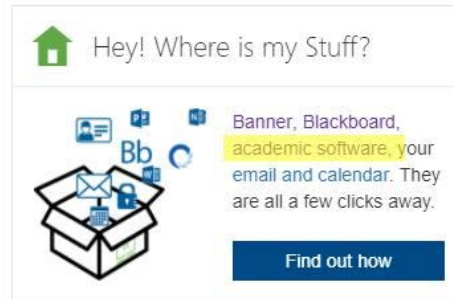 Hey! Where is my Stuff?
Bb
Banner, Blackboard,
academic software, your
email and calendar. They
are all a few clicks away.
Find out how